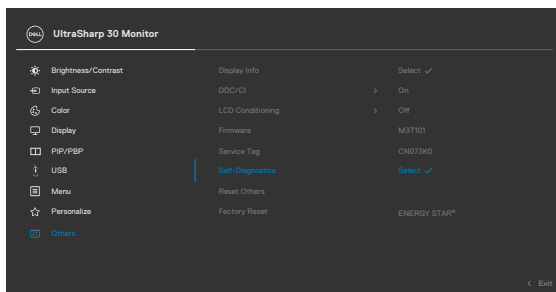 DELL UltraSharp 30 Monitor
Brightness/Contrast Display Info Select ✓
Input Source DDC/CI > On
Color LCD Conditioning > Off
Display Firmware M3T101
PIP/PBP Service Tag CN073K0
USB Self-Diagnostics Select ✓
Menu Reset Others
Personalize Factory Reset ENERGY STAR®
Others
< Exit